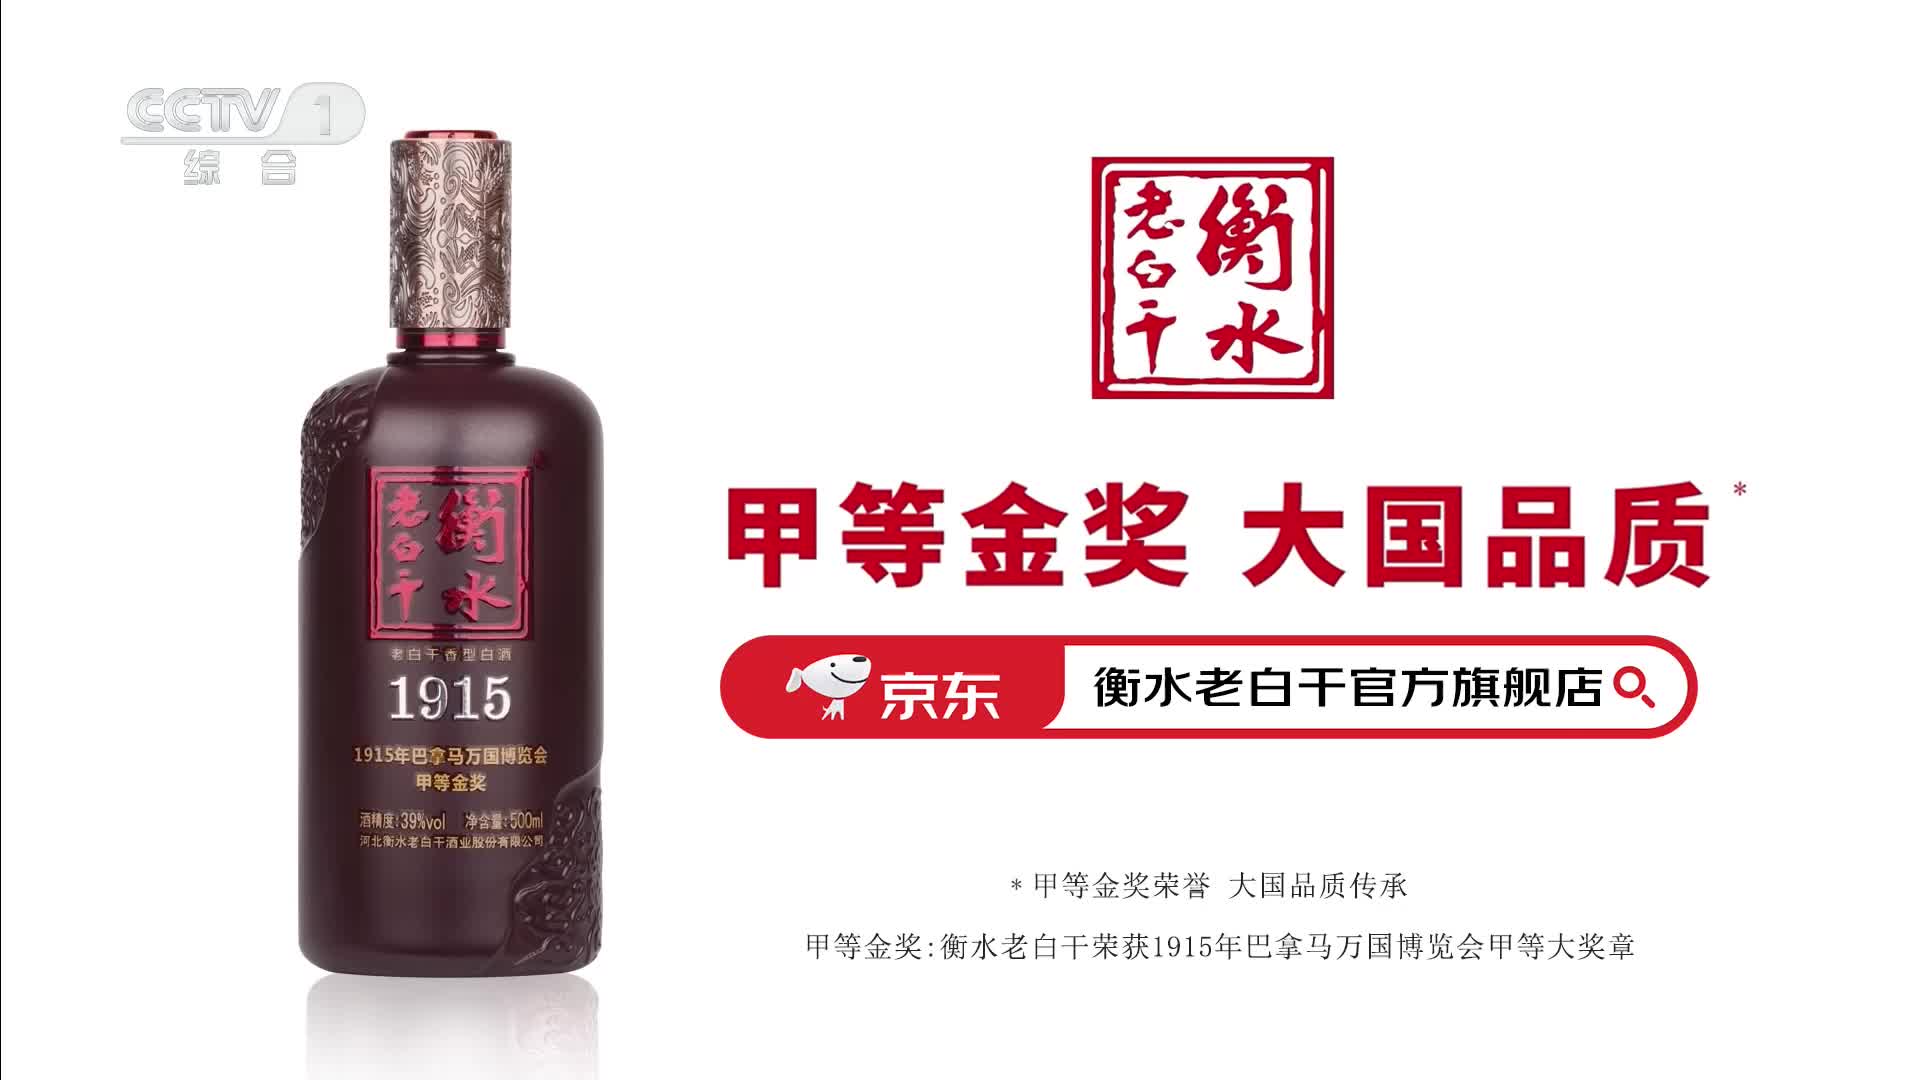 CCTV 1
综合
衡水
老白干
衡水
老白干
老白干香型白酒
1915
1915年巴拿马万国博览会
甲等金奖
酒精度:39%vol 净含量:500ml
河北衡水老白干酒业股份有限公司
甲等金奖 大国品质*
京东 衡水老白干官方旗舰店
*甲等金奖荣誉 大国品质传承
甲等金奖:衡水老白干荣获1915年巴拿马万国博览会甲等大奖章